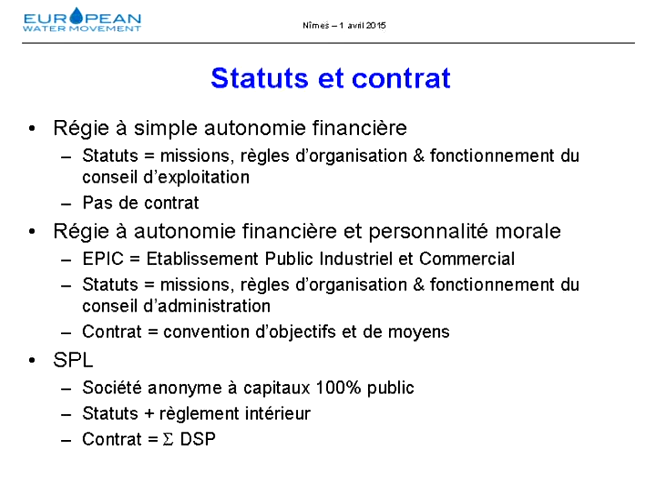 EUROPEAN
WATER MOVEMENT
Nîmes – 1 avril 2015
Statuts et contrat
• Régie à simple autonomie financière
– Statuts = missions, règles d’organisation & fonctionnement du
conseil d’exploitation
– Pas de contrat
• Régie à autonomie financière et personnalité morale
– EPIC = Etablissement Public Industriel et Commercial
– Statuts = missions, règles d’organisation & fonctionnement du
conseil d’administration
– Contrat = convention d’objectifs et de moyens
• SPL
– Société anonyme à capitaux 100% public
– Statuts + règlement intérieur
– Contrat = Σ DSP